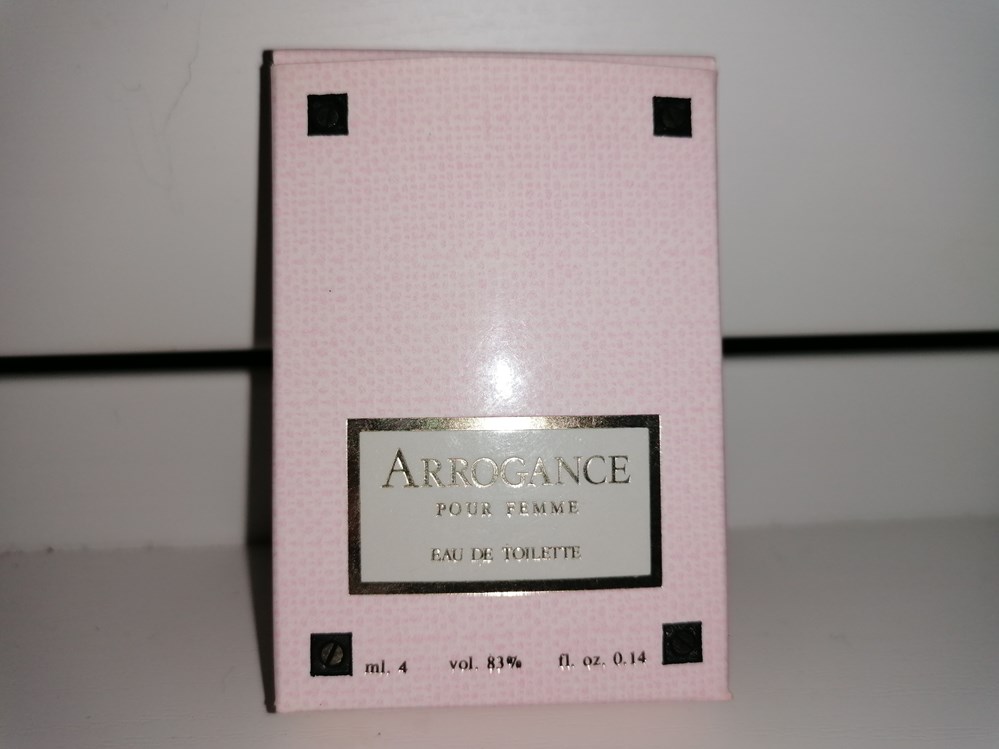 ARROGANCE
POUR FEMME
EAU DE TOILETTE
ml. 4 vol. 83% fl. oz. 0.14